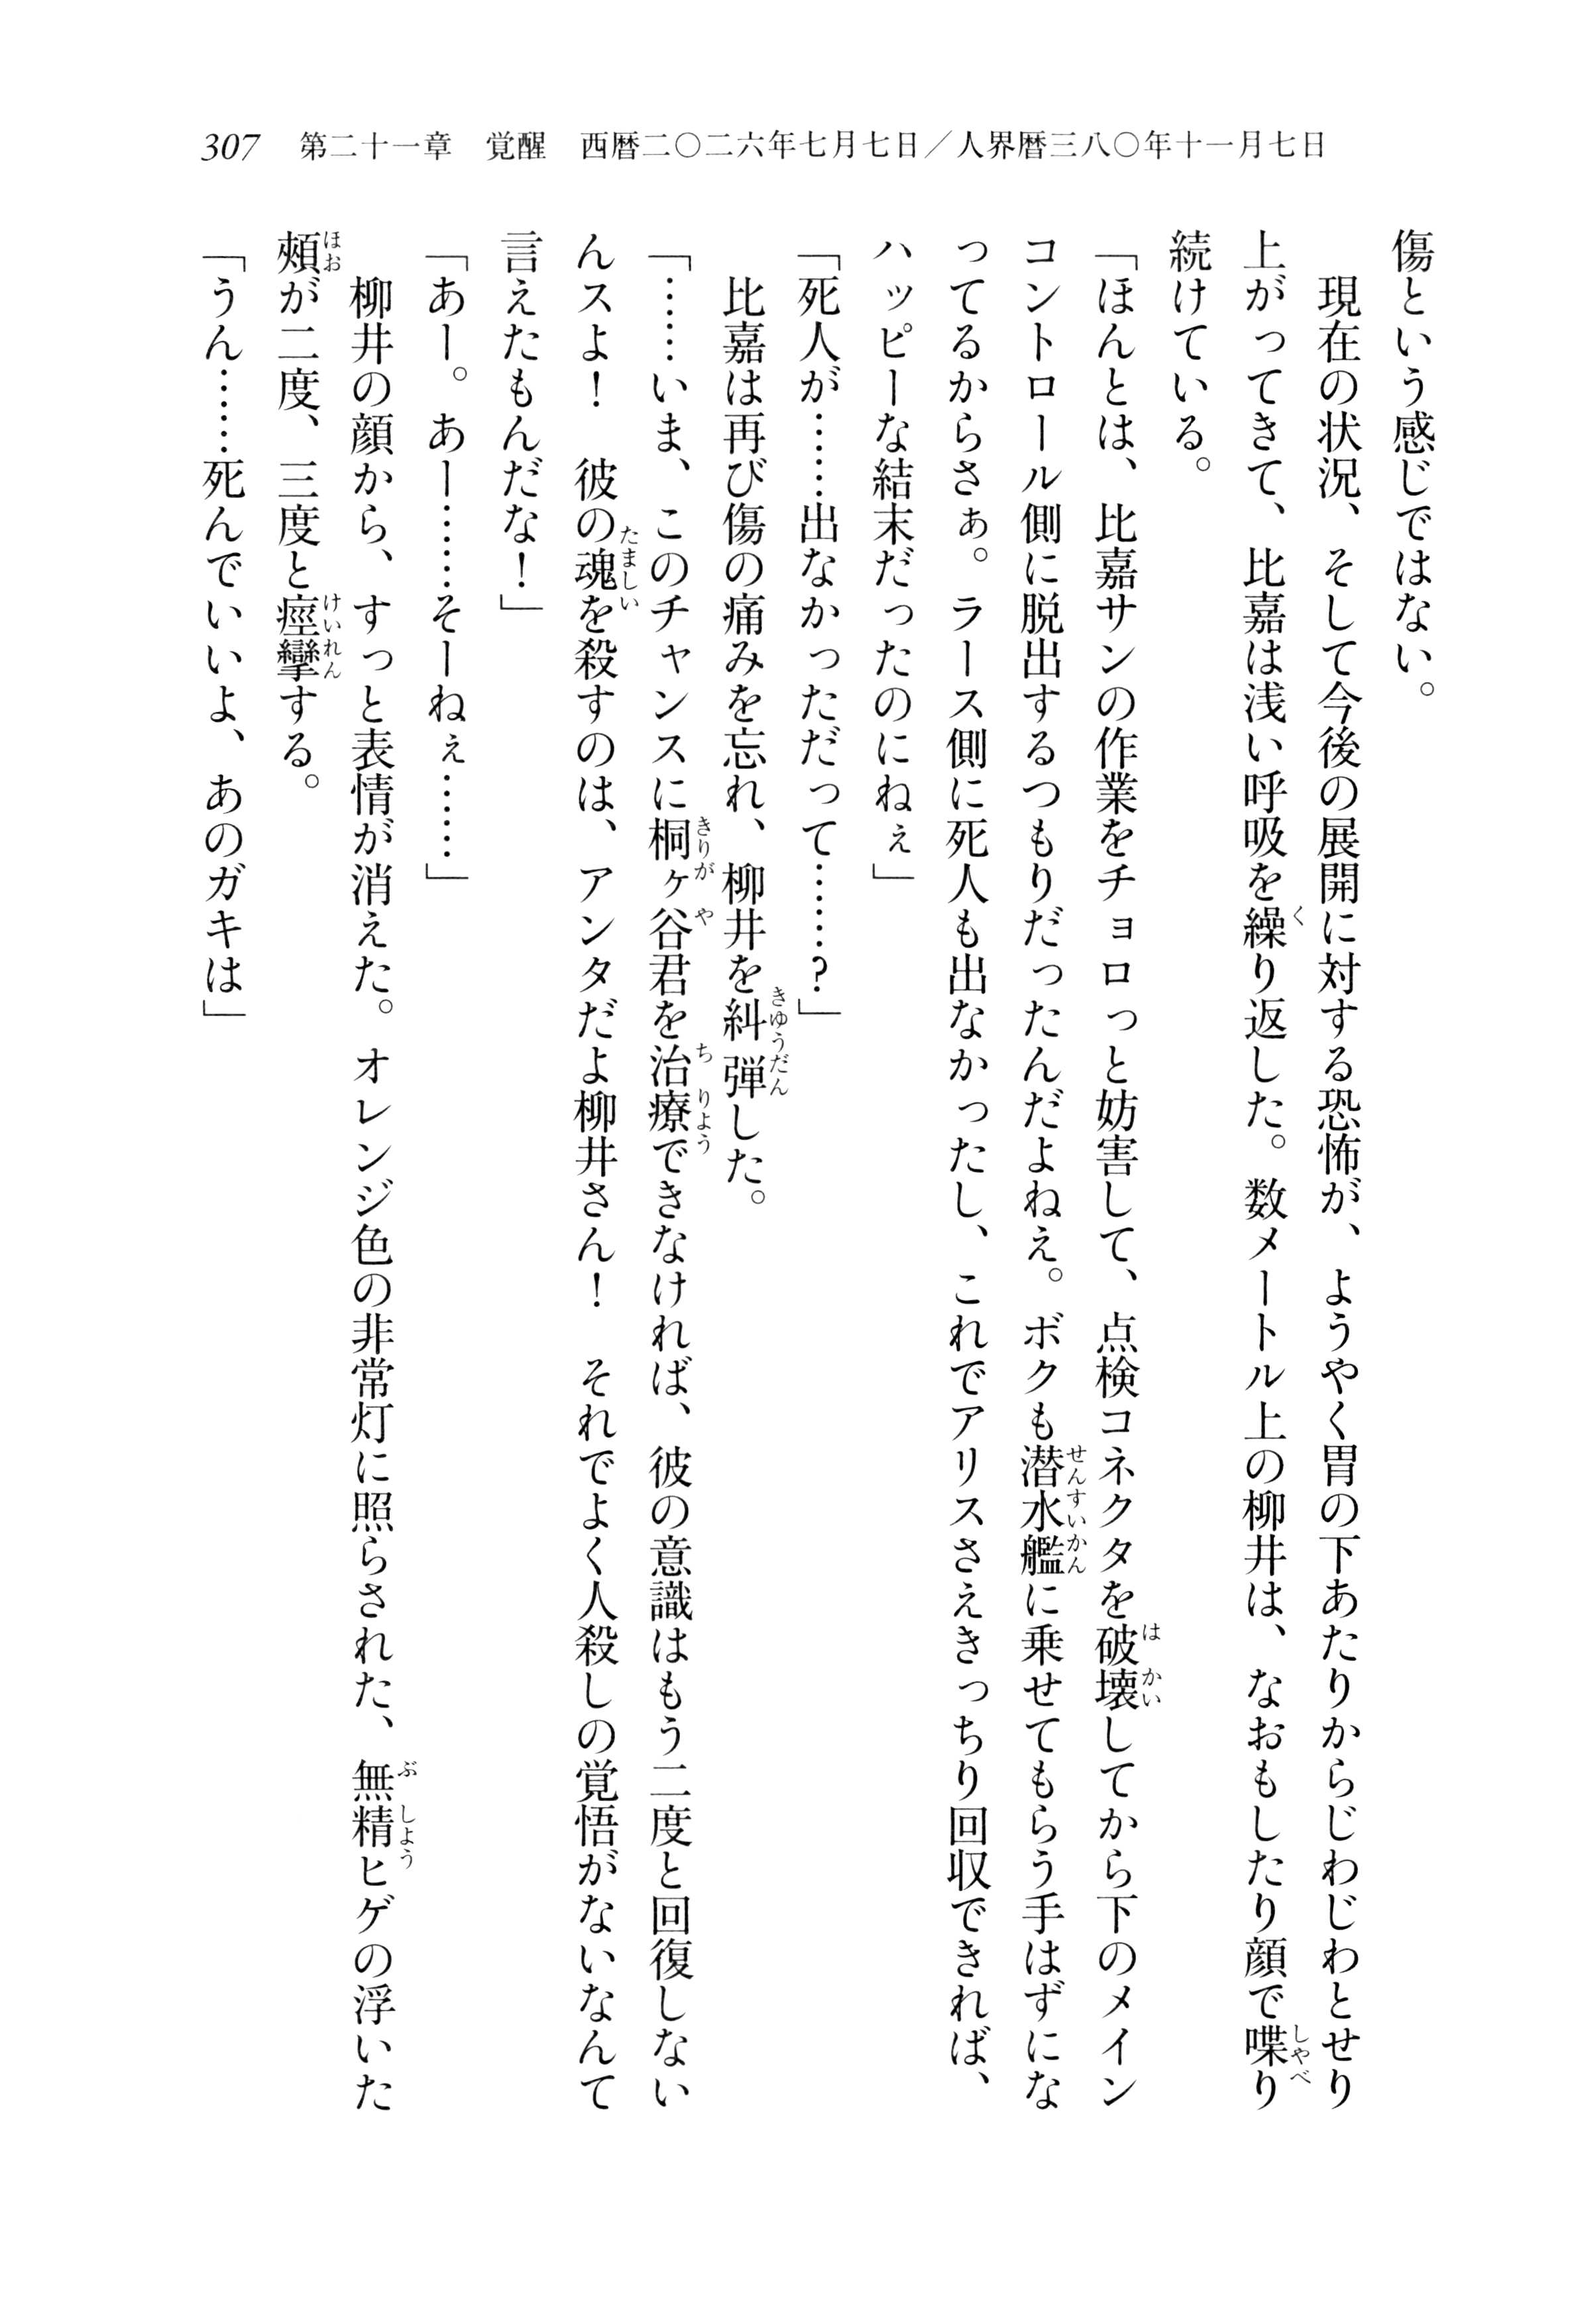 307　第二十一章　覚醒　西暦二〇二六年七月七日／人界暦三八〇年十一月七日
傷という感じではない。
　現在の状況、そして今後の展開に対する恐怖が、ようやく胃の下あたりからじわじわとせり
上がってきて、比嘉は浅い呼吸を繰り返した。数メートル上の柳井は、なおもしたり顔で喋り
続けている。
「ほんとは、比嘉サンの作業をチョロっと妨害して、点検コネクタを破壊してから下のメイン
コントロール側に脱出するつもりだったんだよねえ。ボクも潜水艦に乗せてもらう手はずにな
ってるからさぁ。ラース側に死人も出なかったし、これでアリスさえきっちり回収できれば、
ハッピーな結末だったのにねぇ」
「死人が……出なかっただって……？」
　比嘉は再び傷の痛みを忘れ、柳井を糾弾した。
「……いま、このチャンスに桐ヶ谷君を治療できなければ、彼の意識はもう二度と回復しない
んスよ！　彼の魂を殺すのは、アンタだよ柳井さん！　それでよく人殺しの覚悟がないなんて
言えたもんだな！」
「あー。あー……そーねぇ……」
　柳井の顔から、すっと表情が消えた。オレンジ色の非常灯に照らされた、無精ヒゲの浮いた
頰が二度、三度と痙攣する。
「うん……死んでいいよ、あのガキは」